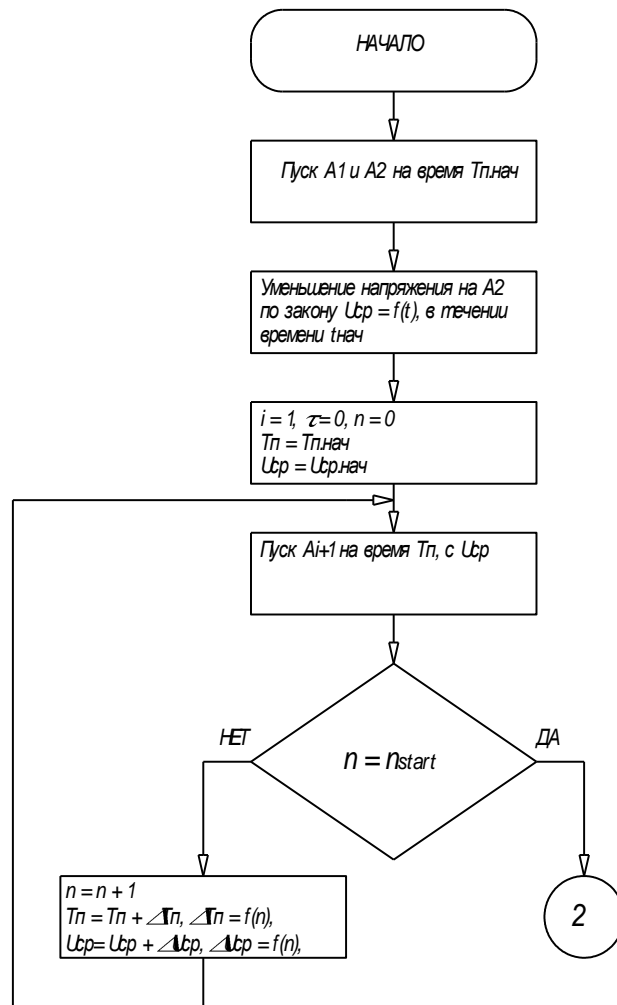 НАЧАЛО
Пуск А1 и А2 на время Тп.нач
Уменьшение напряжения на А2
по закону Uср = f(t), в течении
времени tнач
i = 1, τ = 0, n = 0
Тп = Тп.нач
Uср = Uср.нач
Пуск Аi+1 на время Тп, с Uср
НЕТ
ДА
n = nstart
n = n + 1
Тп = Тп + ΔТп, ΔТп = f(n),
Uср= Uср + ΔUср, ΔUср = f(n),
2